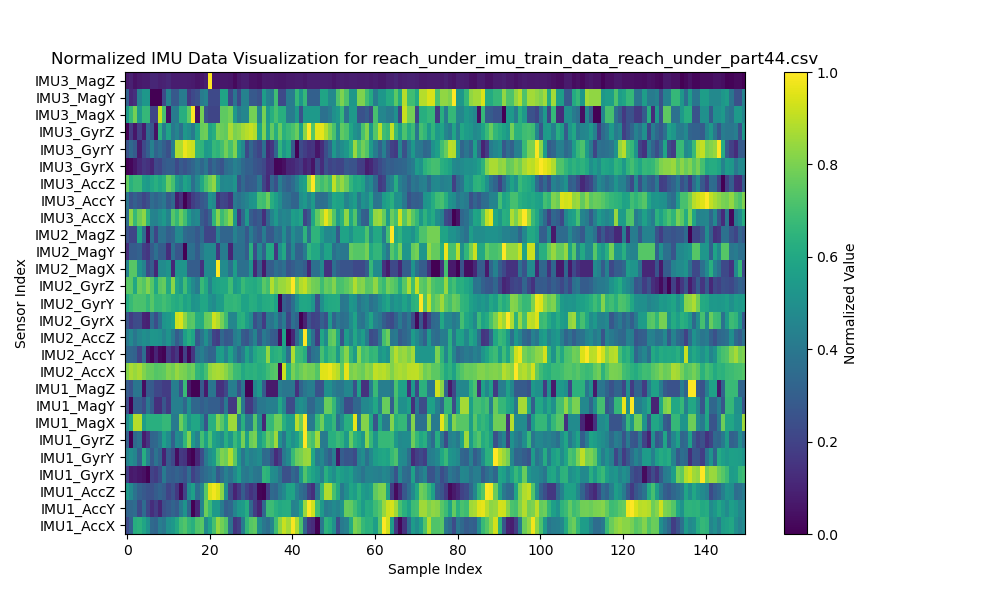 Normalized IMU Data Visualization for reach_under_imu_train_data_reach_under_part44.csv
IMU3_MagZ
IMU3_MagY
IMU3_MagX
IMU3_GyrZ
IMU3_GyrY
IMU3_GyrX
IMU3_AccZ
IMU3_AccY
IMU3_AccX
IMU2_MagZ
IMU2_MagY
IMU2_MagX
IMU2_GyrZ
IMU2_GyrY
IMU2_GyrX
IMU2_AccZ
IMU2_AccY
IMU2_AccX
IMU1_MagZ
IMU1_MagY
IMU1_MagX
IMU1_GyrZ
IMU1_GyrY
IMU1_GyrX
IMU1_AccZ
IMU1_AccY
IMU1_AccX
Sensor Index
0 20 40 60 80 100 120 140
Sample Index
1.0
0.8
0.6
0.4
0.2
0.0
Normalized Value